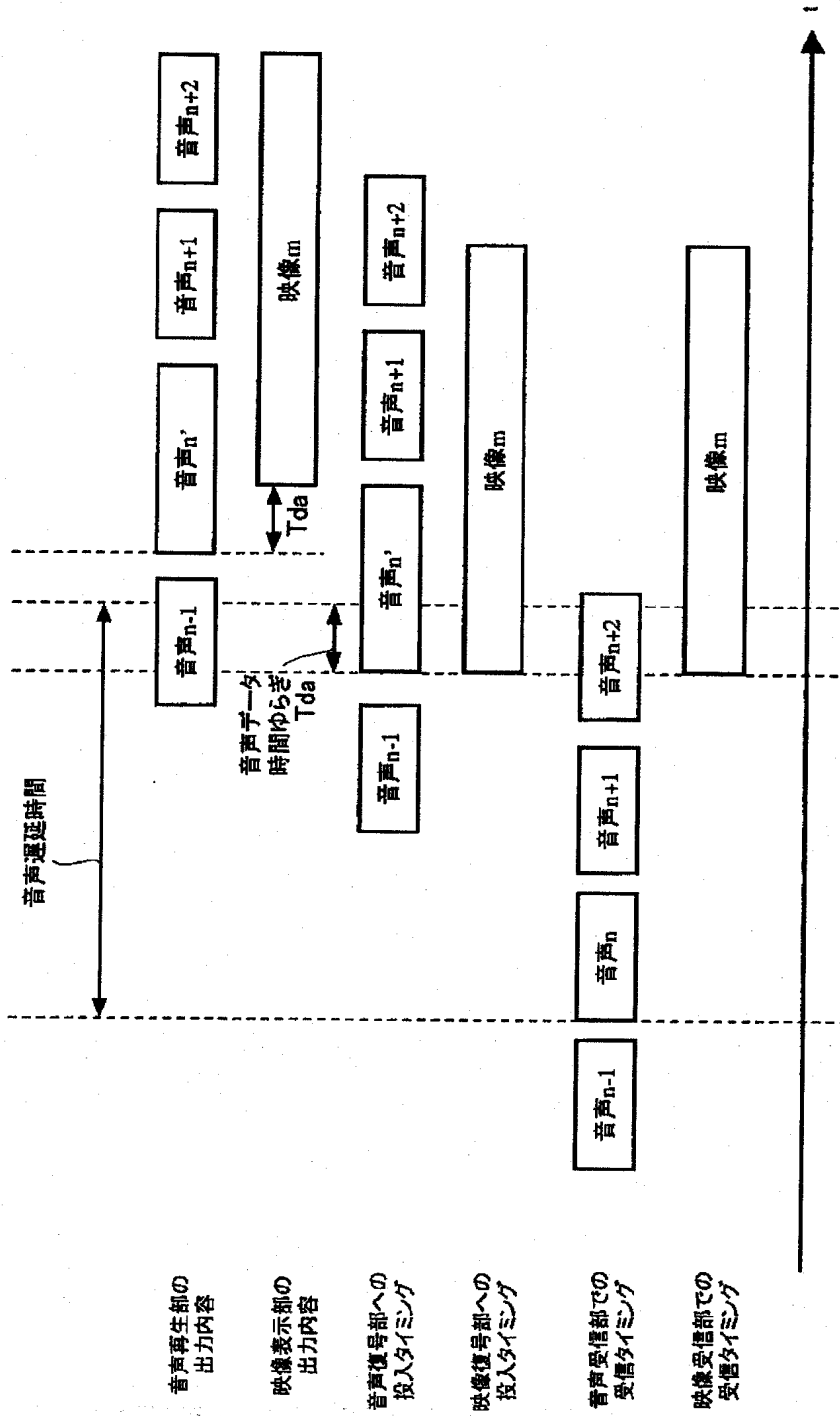 音声遅延時間
音声再生部の
出力内容
音声n-1
音声n'
音声n+1
音声n+2
映像表示部の
出力内容
Tda
映像m
音声データ
時間ゆらぎ
Tda
音声復号部への
投入タイミング
音声n-1
音声n'
音声n+1
音声n+2
映像復号部への
投入タイミング
映像m
音声受信部での
受信タイミング
音声n-1
音声n
音声n+1
音声n+2
映像受信部での
受信タイミング
映像m
t